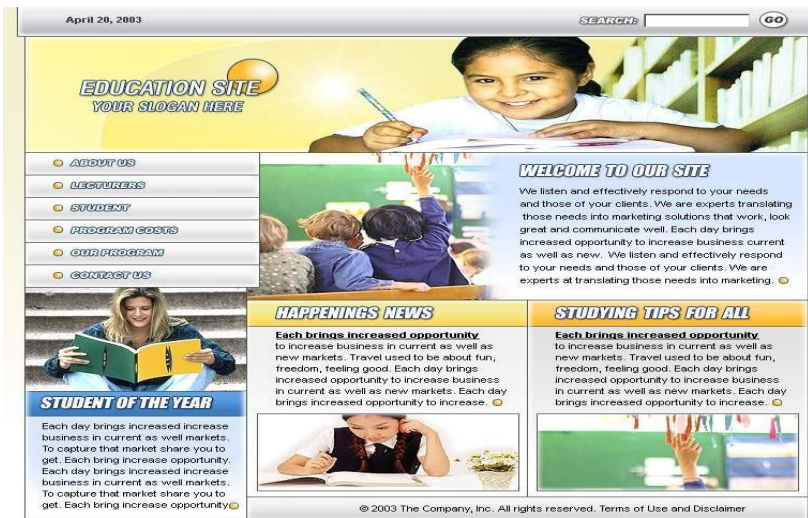 April 20, 2003
SEARCH:
GO
EDUCATION SITE
YOUR SLOGAN HERE
ABOUT US
LECTURERS
STUDENT
PROGRAM COSTS
OUR PROGRAM
CONTACT US
WELCOME TO OUR SITE
We listen and effectively respond to your needs
and those of your clients. We are experts translating
those needs into marketing solutions that work, look
great and communicate well. Each day brings
increased opportunity to increase business current
as well as new. We listen and effectively respond
to your needs and those of your clients. We are
experts at translating those needs into marketing.
STUDENT OF THE YEAR
Each day brings increased increase
business in current as well markets.
To capture that market share you to
get. Each bring increase opportunity.
Each day brings increased increase
business in current as well markets.
To capture that market share you to
get. Each bring increase opportunity
HAPPENINGS NEWS
Each brings increased opportunity
to increase business in current as well as
new markets. Travel used to be about fun,
freedom, feeling good. Each day brings
increased opportunity to increase business
in current as well as new markets. Each day
brings increased opportunity to increase.
STUDYING TIPS FOR ALL
Each brings increased opportunity
to increase business in current as well as
new markets. Travel used to be about fun,
freedom, feeling good. Each day brings
increased opportunity to increase business
in current as well as new markets. Each day
brings increased opportunity to increase.
© 2003 The Company, Inc. All rights reserved. Terms of Use and Disclaimer